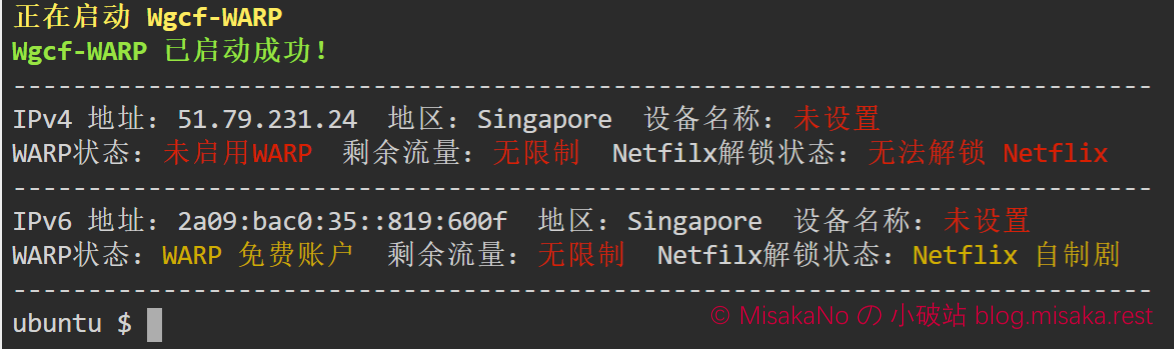 正在启动 Wgcf-WARP
Wgcf-WARP 已启动成功！
----------------------------------------------------------------------------
IPv4 地址：51.79.231.24  地区：Singapore  设备名称：未设置
WARP状态：未启用WARP  剩余流量：无限制  Netfilx解锁状态：无法解锁 Netflix
----------------------------------------------------------------------------
IPv6 地址：2a09:bac0:35::819:600f  地区：Singapore  设备名称：未设置
WARP状态：WARP 免费账户  剩余流量：无限制  Netfilx解锁状态：Netflix 自制剧
----------------------------------------------------------------------------
ubuntu $
© MisakaNo の 小破站 blog.misaka.rest